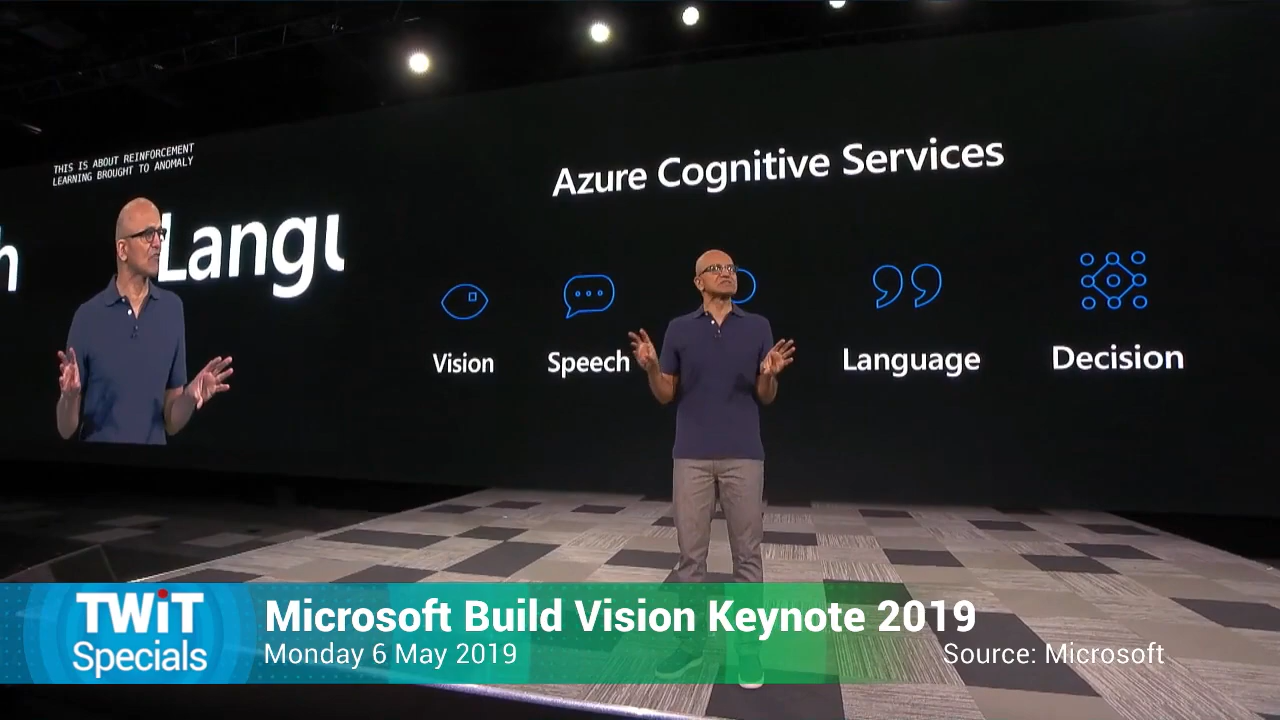 THIS IS ABOUT REINFORCEMENT
LEARNING BROUGHT TO ANOMALY
h
Langu
Azure Cognitive Services
Vision
Speech
Language
Decision
TWiT
Specials
Microsoft Build Vision Keynote 2019
Monday 6 May 2019
Source: Microsoft